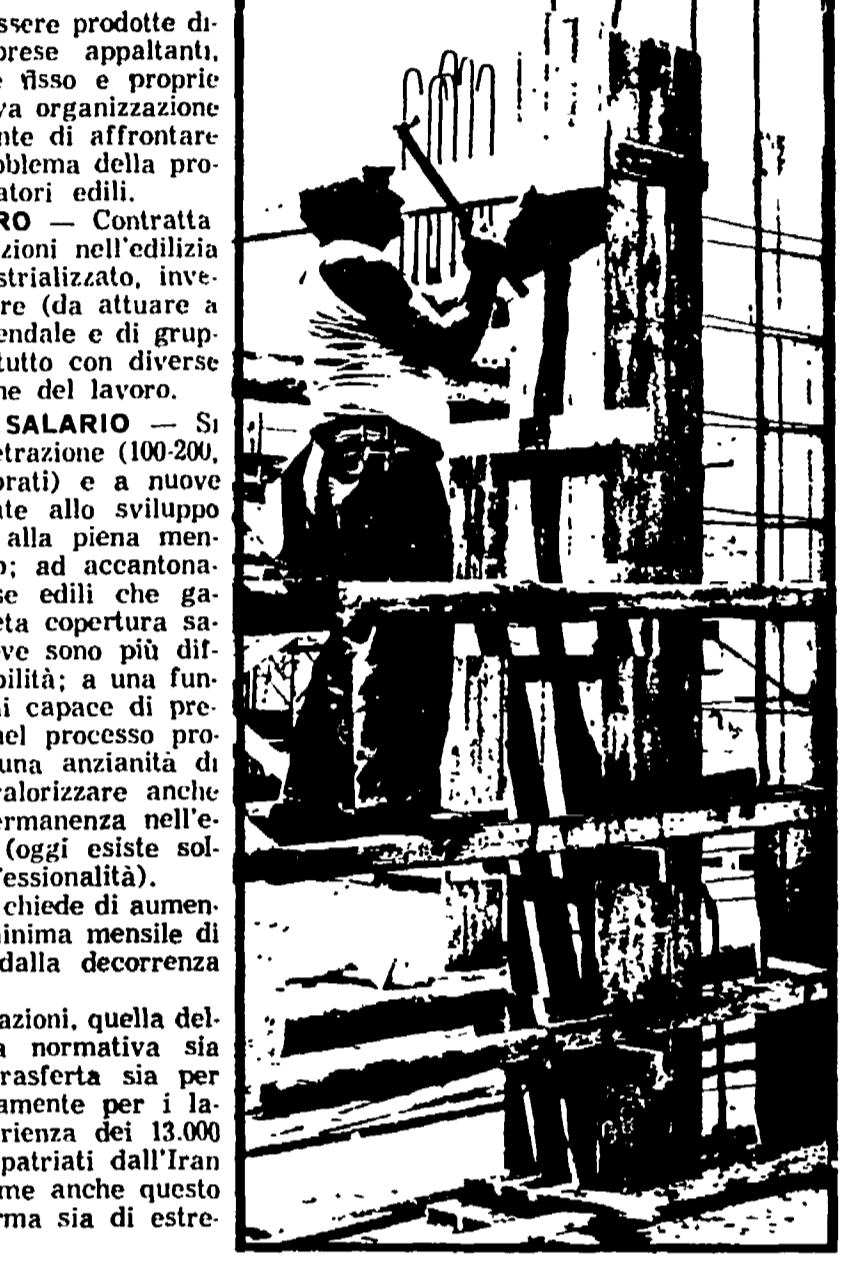 ssere prodotte di-
prese appaltanti,
e fisso e proprie
va organizzazione
nte di affrontare
oblema della pro-
atori edili.
RO — Contratta
zioni nell'edilizia
strializzato, inve-
re (da attuare a
endale e di grup-
tutto con diverse
ne del lavoro.
SALARIO — Si
etrazione (100-200,
orati) e a nuove
te allo sviluppo
alla piena men-
o; ad accantona-
se edili che ga-
eta copertura sa-
ve sono più dif-
bilità; a una fun-
ni capace di pre-
nel processo pro-
una anzianità di
valorizzare anche
ermanenza nell'e-
(oggi esiste sol-
fessionalità).
chiede di aumen-
inima mensile di
dalla decorrenza
azioni, quella del-
a normativa sia
rasferta sia per
amente per i la-
rienza dei 13.000
patriati dall'Iran
me anche questo
rma sia di estre-